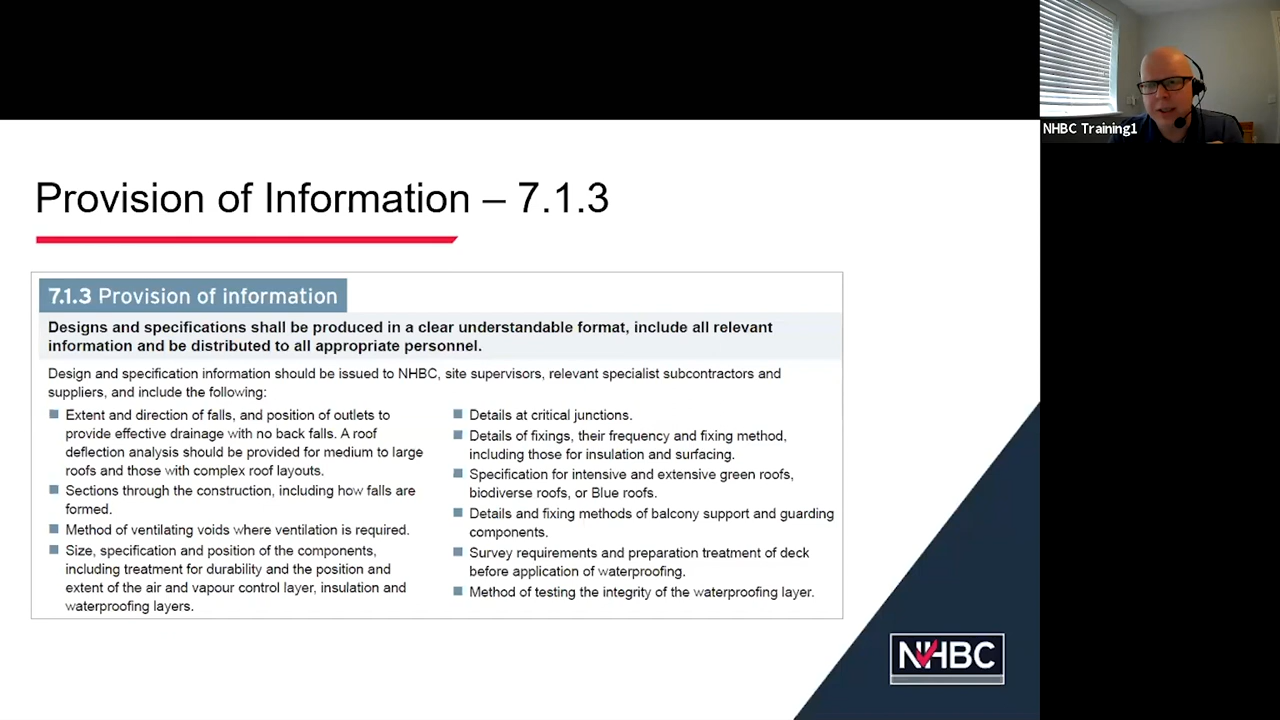 NHBC Training1
Provision of Information – 7.1.3
7.1.3 Provision of information
Designs and specifications shall be produced in a clear understandable format, include all relevant
information and be distributed to all appropriate personnel.
Design and specification information should be issued to NHBC, site supervisors, relevant specialist subcontractors and
suppliers, and include the following:
Extent and direction of falls, and position of outlets to
provide effective drainage with no back falls. A roof
deflection analysis should be provided for medium to large
roofs and those with complex roof layouts.
Sections through the construction, including how falls are
formed.
Method of ventilating voids where ventilation is required.
Size, specification and position of the components,
including treatment for durability and the position and
extent of the air and vapour control layer, insulation and
waterproofing layers.
Details at critical junctions.
Details of fixings, their frequency and fixing method,
including those for insulation and surfacing.
Specification for intensive and extensive green roofs,
biodiverse roofs, or Blue roofs.
Details and fixing methods of balcony support and guarding
components.
Survey requirements and preparation treatment of deck
before application of waterproofing.
Method of testing the integrity of the waterproofing layer.
NHBC